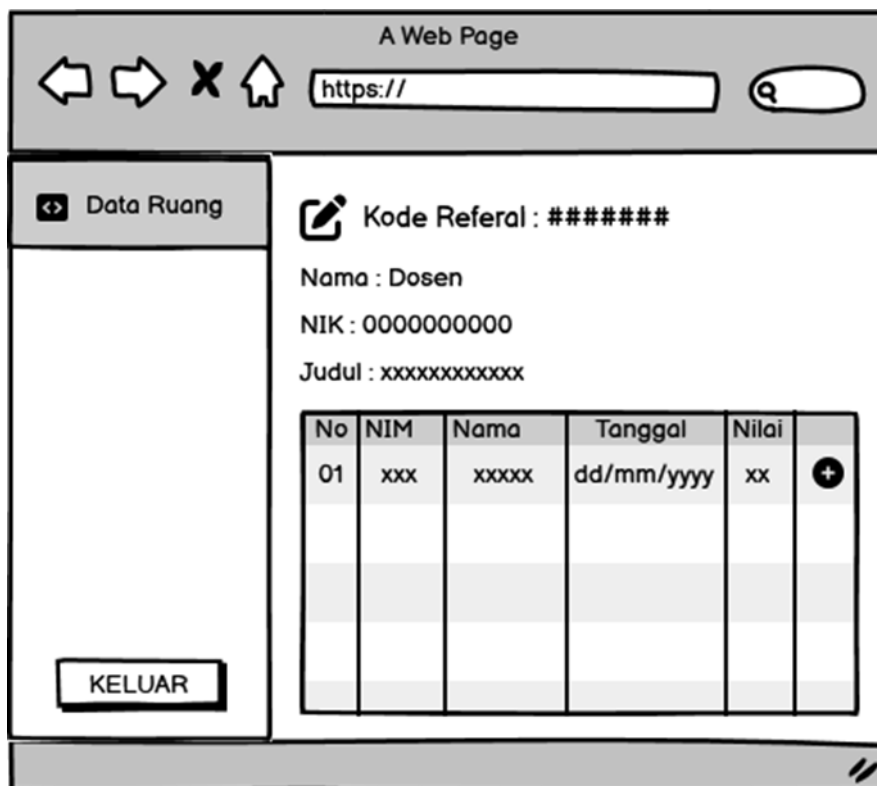 A Web Page
https://
Data Ruang
Kode Referal : #######
Nama : Dosen
NIK : 0000000000
Judul : xxxxxxxxxxxx
No NIM Nama Tanggal Nilai
01 xxx xxxxx dd/mm/yyyy xx
KELUAR